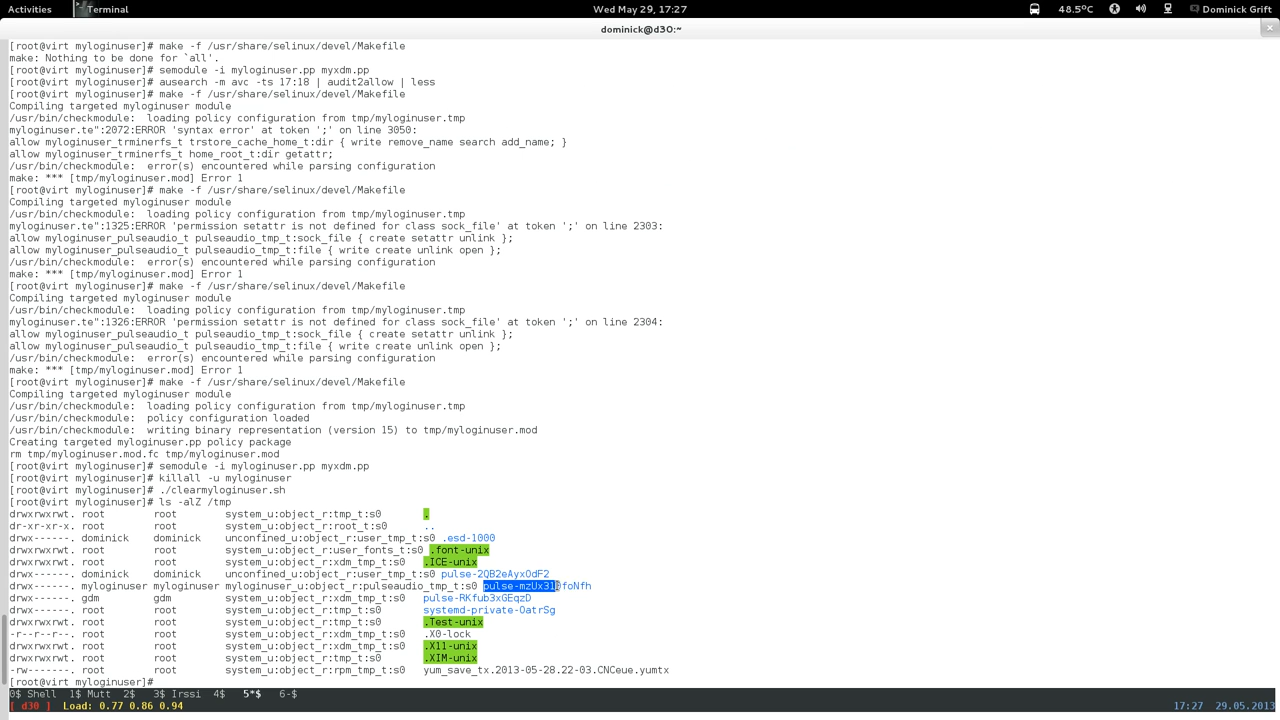 Activities Terminal Wed May 29, 17:27 48.5°C Dominick Grift
dominick@d30:~
[root@virt myloginuser]# make -f /usr/share/selinux/devel/Makefile
make: Nothing to be done for `all'.
[root@virt myloginuser]# semodule -i myloginuser.pp myxdm.pp
[root@virt myloginuser]# ausearch -m avc -ts 17:18 | audit2allow | less
[root@virt myloginuser]# make -f /usr/share/selinux/devel/Makefile
Compiling targeted myloginuser module
/usr/bin/checkmodule:  loading policy configuration from tmp/myloginuser.tmp
myloginuser.te":2072:ERROR 'syntax error' at token ';' on line 3050:
allow myloginuser_trminerfs_t trstore_cache_home_t:dir { write remove_name search add_name; }
allow myloginuser_trminerfs_t home_root_t:dir getattr;
/usr/bin/checkmodule:  error(s) encountered while parsing configuration
make: *** [tmp/myloginuser.mod] Error 1
[root@virt myloginuser]# make -f /usr/share/selinux/devel/Makefile
Compiling targeted myloginuser module
/usr/bin/checkmodule:  loading policy configuration from tmp/myloginuser.tmp
myloginuser.te":1325:ERROR 'permission setattr is not defined for class sock_file' at token ';' on line 2303:
allow myloginuser_pulseaudio_t pulseaudio_tmp_t:sock_file { create setattr unlink };
allow myloginuser_pulseaudio_t pulseaudio_tmp_t:file { write create unlink open };
/usr/bin/checkmodule:  error(s) encountered while parsing configuration
make: *** [tmp/myloginuser.mod] Error 1
[root@virt myloginuser]# make -f /usr/share/selinux/devel/Makefile
Compiling targeted myloginuser module
/usr/bin/checkmodule:  loading policy configuration from tmp/myloginuser.tmp
myloginuser.te":1326:ERROR 'permission setattr is not defined for class sock_file' at token ';' on line 2304:
allow myloginuser_pulseaudio_t pulseaudio_tmp_t:sock_file { create setattr unlink };
allow myloginuser_pulseaudio_t pulseaudio_tmp_t:file { write create unlink open };
/usr/bin/checkmodule:  error(s) encountered while parsing configuration
make: *** [tmp/myloginuser.mod] Error 1
[root@virt myloginuser]# make -f /usr/share/selinux/devel/Makefile
Compiling targeted myloginuser module
/usr/bin/checkmodule:  loading policy configuration from tmp/myloginuser.tmp
/usr/bin/checkmodule:  policy configuration loaded
/usr/bin/checkmodule:  writing binary representation (version 15) to tmp/myloginuser.mod
Creating targeted myloginuser.pp policy package
rm tmp/myloginuser.mod.fc tmp/myloginuser.mod
[root@virt myloginuser]# semodule -i myloginuser.pp myxdm.pp
[root@virt myloginuser]# killall -u myloginuser
[root@virt myloginuser]# ./clearmyloginuser.sh
[root@virt myloginuser]# ls -alZ /tmp
drwxrwxrwt. root root system_u:object_r:tmp_t:s0 .
dr-xr-xr-x. root root system_u:object_r:root_t:s0 ..
drwx------. dominick dominick unconfined_u:object_r:user_tmp_t:s0 .esd-1000
drwxrwxrwt. root root system_u:object_r:user_fonts_t:s0 .font-unix
drwxrwxrwt. root root system_u:object_r:xdm_tmp_t:s0 .ICE-unix
drwx------. dominick dominick unconfined_u:object_r:user_tmp_t:s0 pulse-2QB2eAyxOdF2
drwx------. myloginuser myloginuser myloginuser_u:object_r:pulseaudio_tmp_t:s0
drwx------. gdm gdm system_u:object_r:xdm_tmp_t:s0 pulse-RKfub3xGEqzD
drwx------. root root system_u:object_r:tmp_t:s0 systemd-private-OatrSg
drwxrwxrwt. root root system_u:object_r:tmp_t:s0 .Test-unix
-r--r--r--. root root system_u:object_r:xdm_tmp_t:s0 .X0-lock
drwxrwxrwt. root root system_u:object_r:xdm_tmp_t:s0 .X11-unix
drwxrwxrwt. root root system_u:object_r:tmp_t:s0 .XIM-unix
-rw-------. root root system_u:object_r:rpm_tmp_t:s0 yum_save_tx.2013-05-28.22-03.CNCeue.yumtx
[root@virt myloginuser]#
0$ Shell 1$ Mutt 2$ 3$ Irssi 4$ 5*$ 6-$
[ d30 ] Load: 0.77 0.86 0.94 17:27 29.05.2013